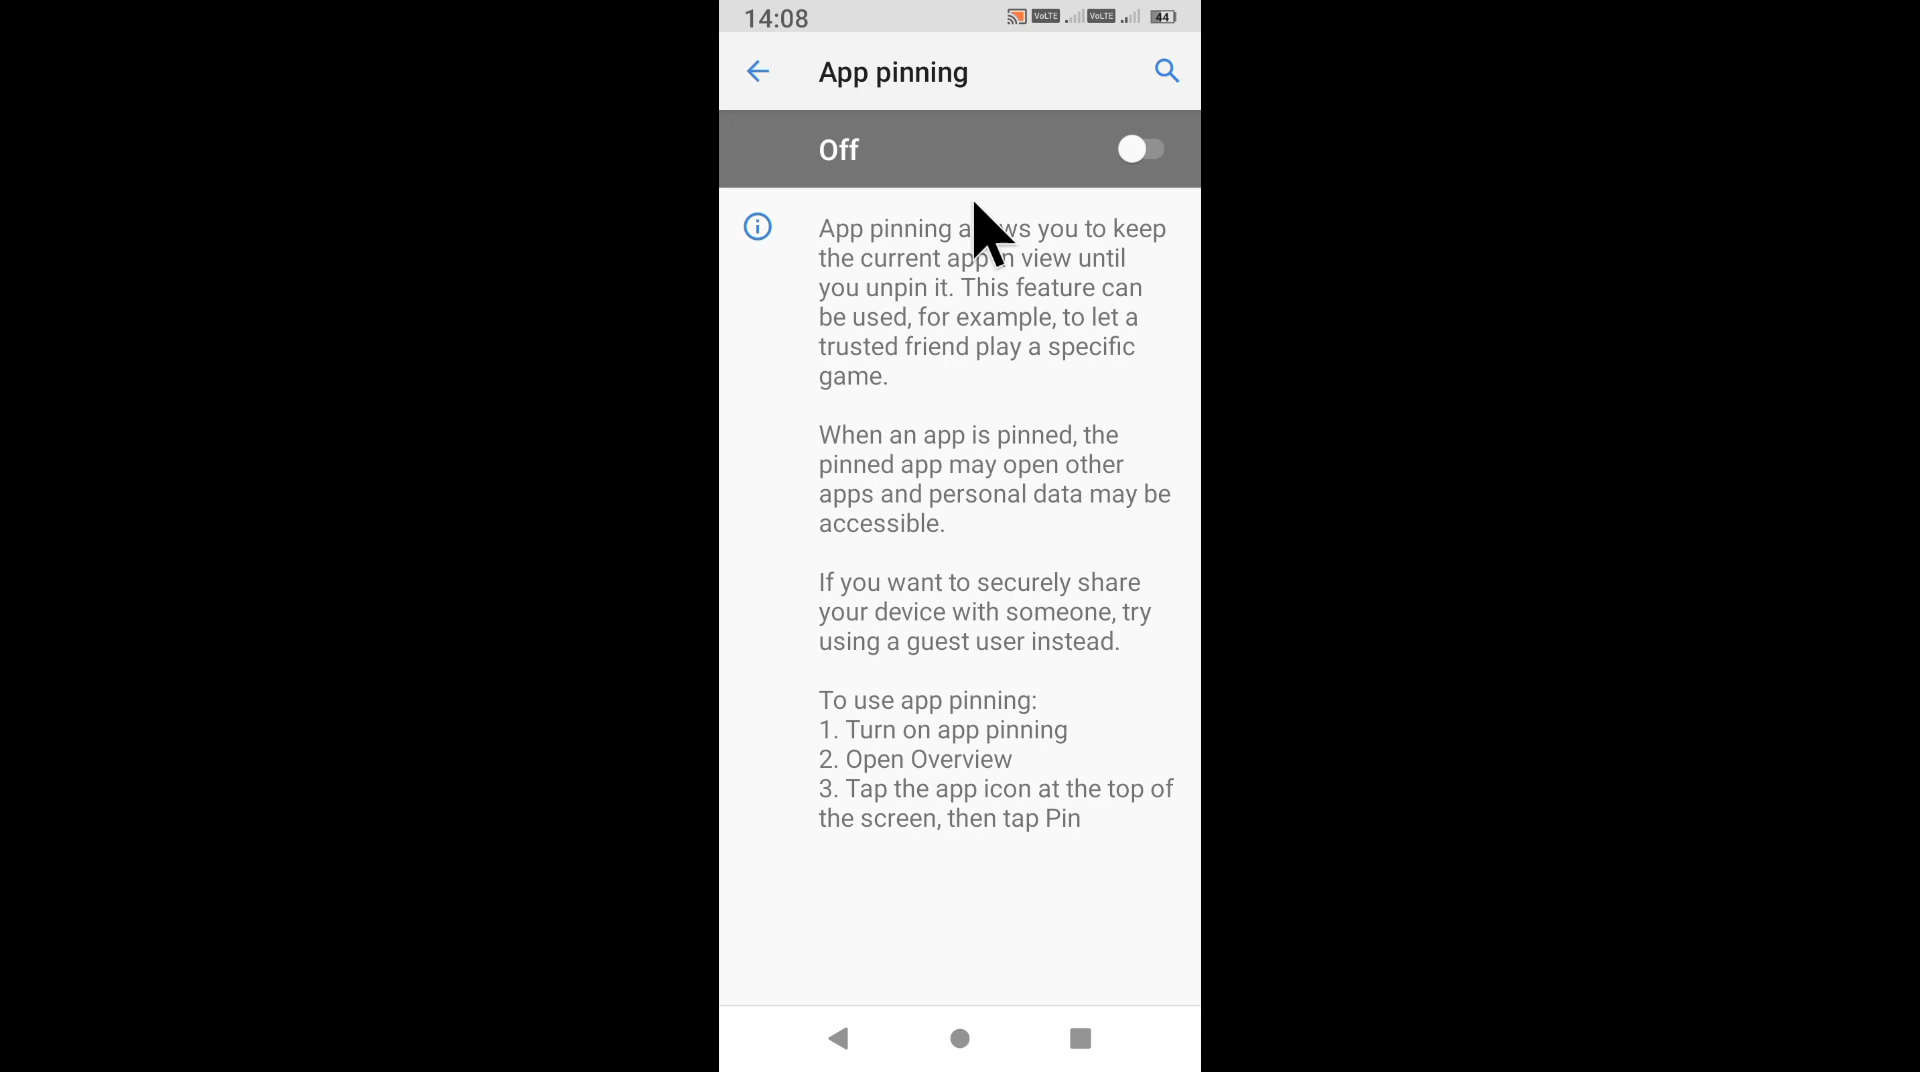 14:08
VoLTE VoLTE 44
App pinning
Off
App pinning you to keep
the current app view until
you unpin it. This feature can
be used, for example, to let a
trusted friend play a specific
game.
When an app is pinned, the
pinned app may open other
apps and personal data may be
accessible.
If you want to securely share
your device with someone, try
using a guest user instead.
To use app pinning:
1. Turn on app pinning
2. Open Overview
3. Tap the app icon at the top of
the screen, then tap Pin